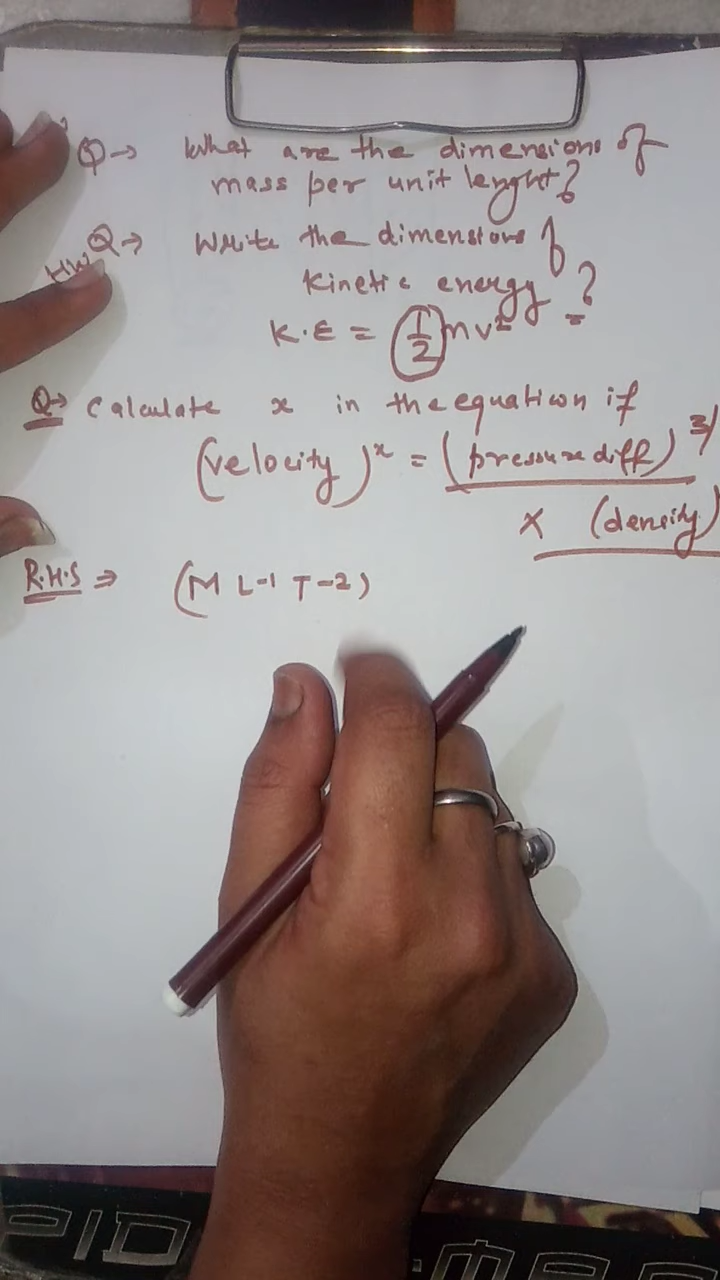 Q→ What are the dimensions of
mass per unit lenght?
HW Q→ Write the dimensions of
Kinetic energy?
K.E = (1/2) mv²
Q→ Calculate x in the equation if
(velocity)ˣ = (pressure diff) 3/
× (density)
R.H.S ⇒ (M L-1 T-2)